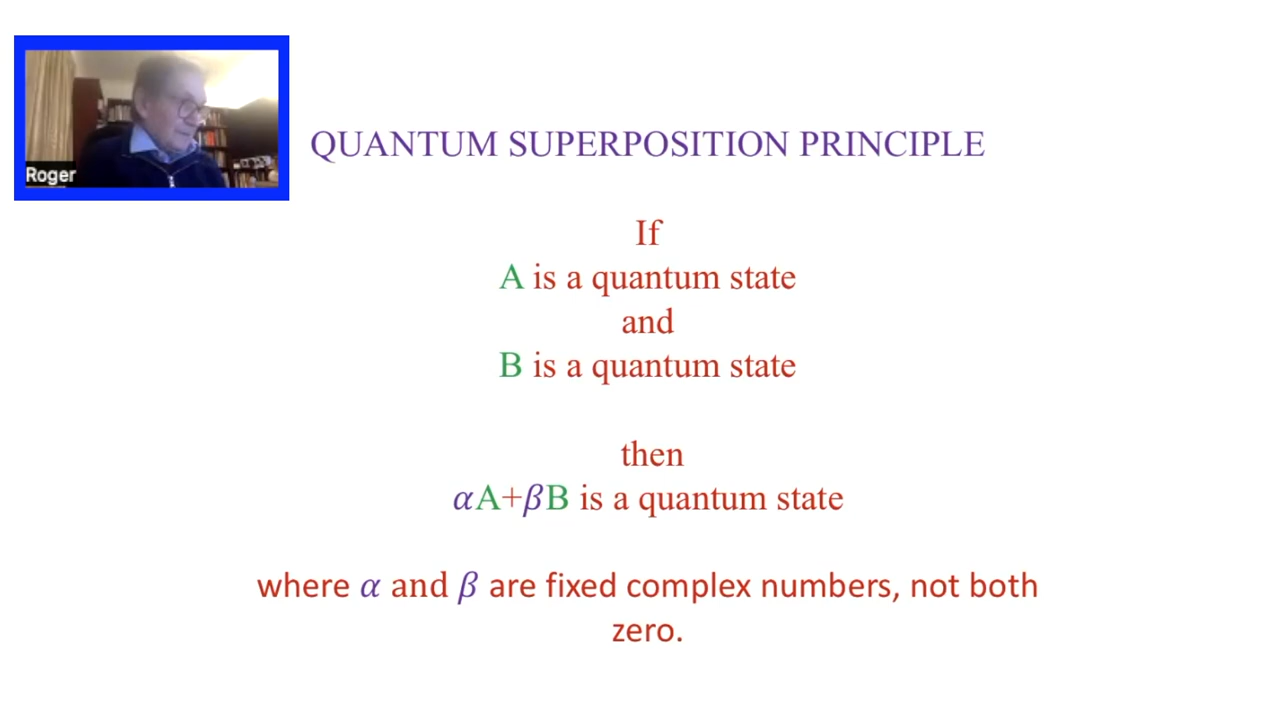 Roger
QUANTUM SUPERPOSITION PRINCIPLE
If
A is a quantum state
and
B is a quantum state
then
𝛼A+𝛽B is a quantum state
where 𝛼 and 𝛽 are fixed complex numbers, not both
zero.